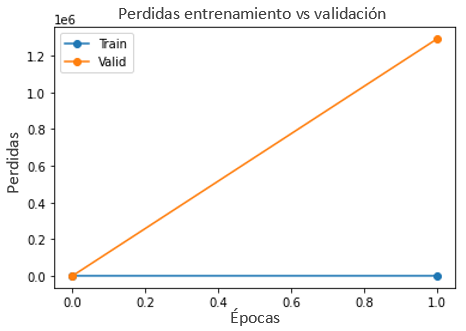 Perdidas entrenamiento vs validación
1e6
Train
Valid
1.2
1.0
0.8
0.6
0.4
0.2
0.0
Perdidas
0.0 0.2 0.4 0.6 0.8 1.0
Épocas